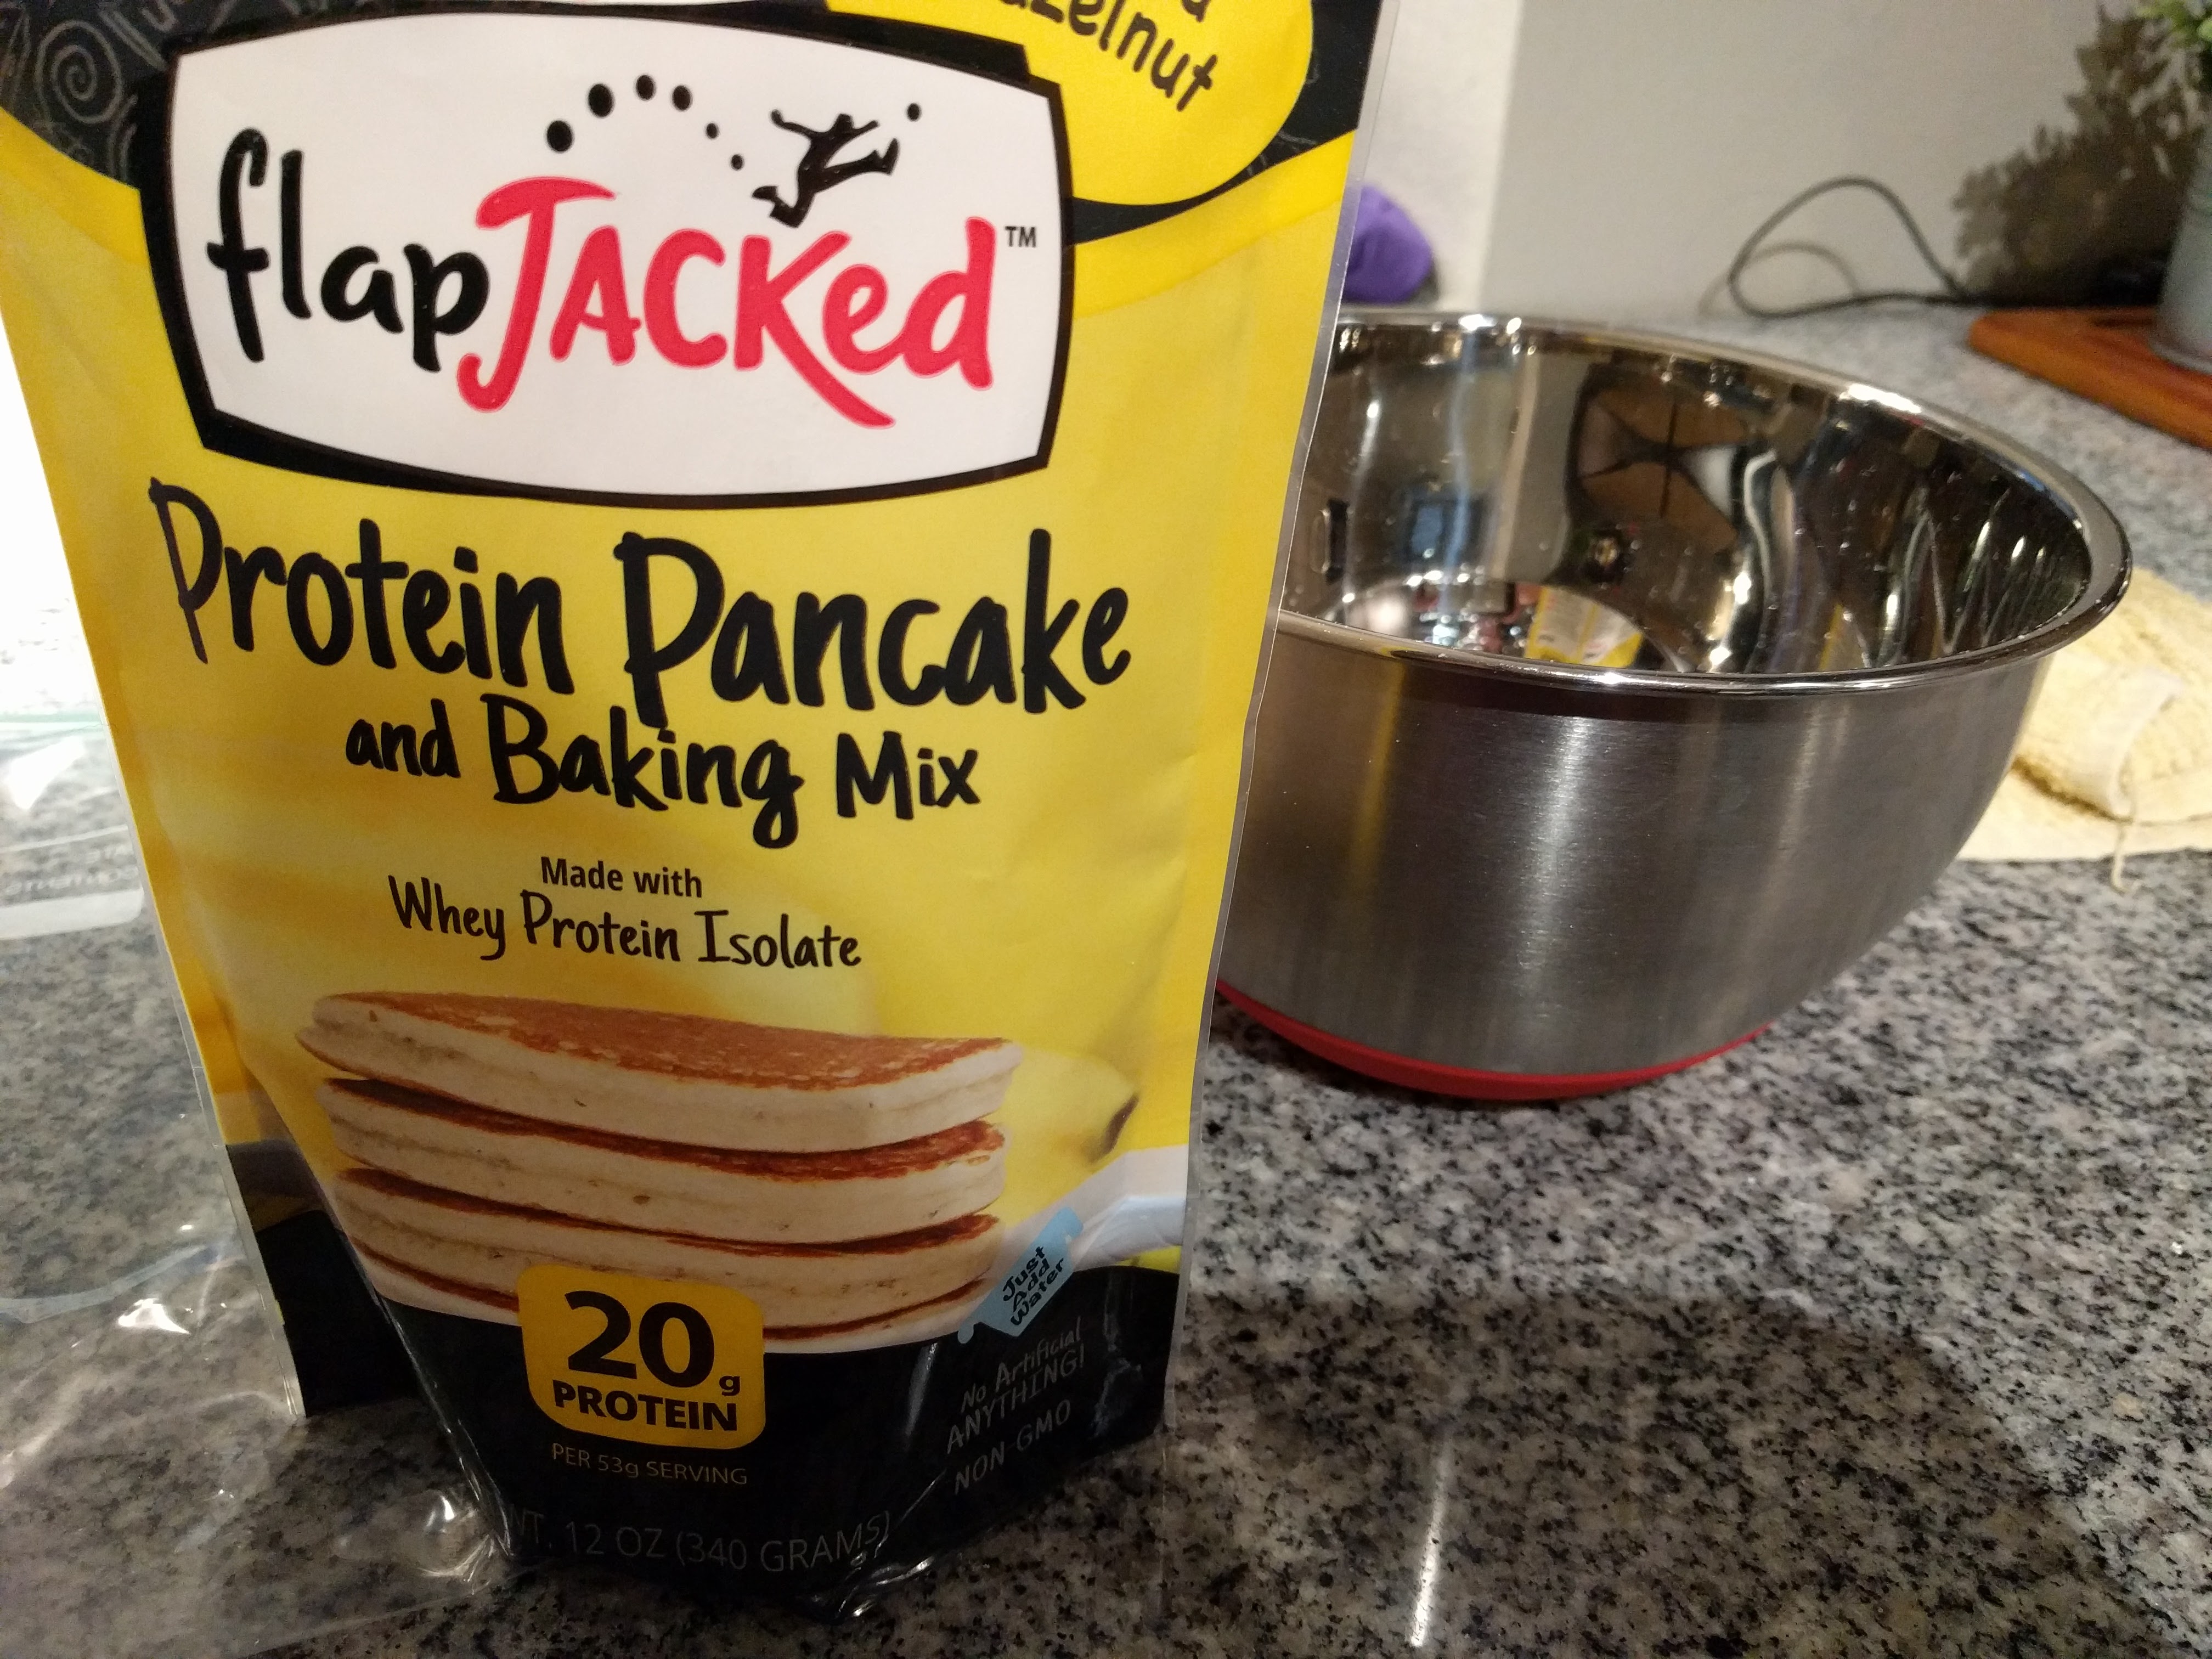 flapJACKed™
Protein Pancake
and Baking Mix
Made with
Whey Protein Isolate
20g
PROTEIN
PER 53g SERVING
Just
Add
Water
No Artificial
ANYTHING!
NON-GMO
12 OZ (340 GRAMS)